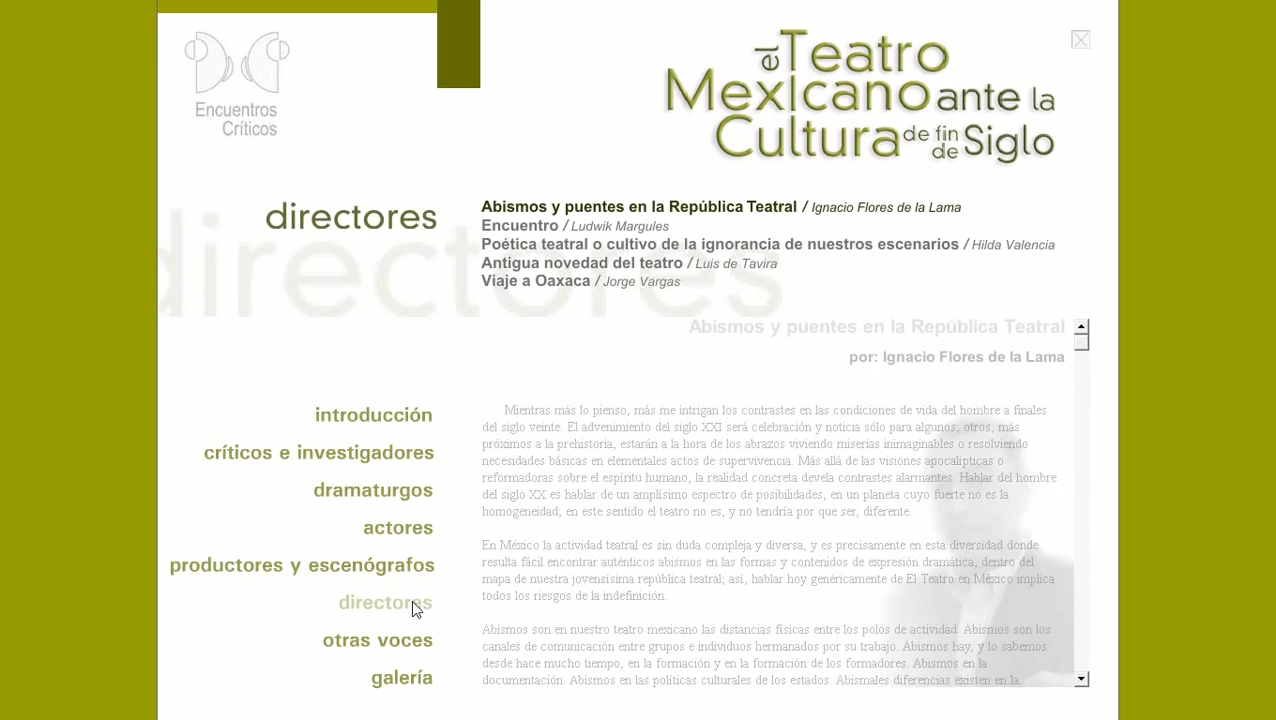 Encuentros
Críticos
el Teatro
Mexicano ante la
Cultura de fin de Siglo
directores
directores
Abismos y puentes en la República Teatral / Ignacio Flores de la Lama
Encuentro / Ludwik Margules
Poética teatral o cultivo de la ignorancia de nuestros escenarios / Hilda Valencia
Antigua novedad del teatro / Luis de Tavira
Viaje a Oaxaca / Jorge Vargas
Abismos y puentes en la República Teatral
por: Ignacio Flores de la Lama
introducción
críticos e investigadores
dramaturgos
actores
productores y escenógrafos
directores
otras voces
galería
Mientras más lo pienso, más me intrigan los contrastes en las condiciones de vida del hombre a finales
del siglo veinte. El advenimiento del siglo XXI será celebración y noticia sólo para algunos; otros, más
próximos a la prehistoria, estarán a la hora de los abrazos viviendo miserias inimaginables o resolviendo
necesidades básicas en elementales actos de supervivencia. Más allá de las visiones apocalípticas o
reformadoras sobre el espíritu humano, la realidad concreta devela contrastes alarmantes. Hablar del hombre
del siglo XX es hablar de un amplísimo espectro de posibilidades, en un planeta cuyo fuerte no es la
homogeneidad; en este sentido el teatro no es, y no tendría por que ser, diferente.
En México la actividad teatral es sin duda compleja y diversa, y es precisamente en esta diversidad donde
resulta fácil encontrar auténticos abismos en las formas y contenidos de expresión dramática, dentro del
mapa de nuestra jovensísima república teatral; así, hablar hoy genéricamente de El Teatro en México implica
todos los riesgos de la indefinición.
Abismos son en nuestro teatro mexicano las distancias físicas entre los polos de actividad. Abismos son los
canales de comunicación entre grupos e individuos hermanados por su trabajo. Abismos hay, y lo sabemos
desde hace mucho tiempo, en la formación y en la formación de los formadores. Abismos en la
documentación. Abismos en las políticas culturales de los estados. Abismales diferencias existen en la